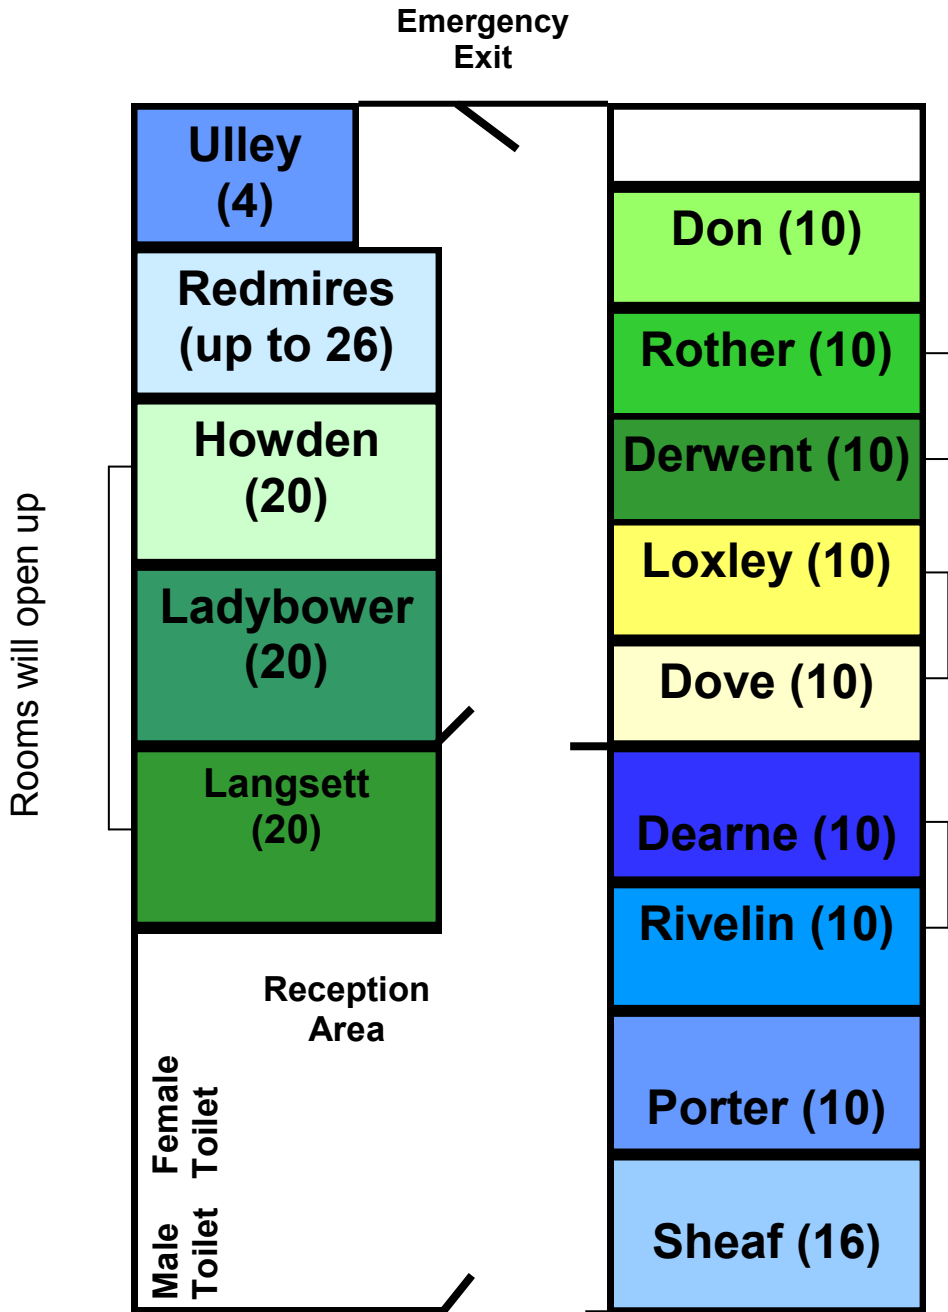 Emergency
Exit
Ulley
(4)
Redmires
(up to 26)
Howden
(20)
Ladybower
(20)
Langsett
(20)
Rooms will open up
Reception
Area
Female
Toilet
Male
Toilet
Don (10)
Rother (10)
Derwent (10)
Loxley (10)
Dove (10)
Dearne (10)
Rivelin (10)
Porter (10)
Sheaf (16)